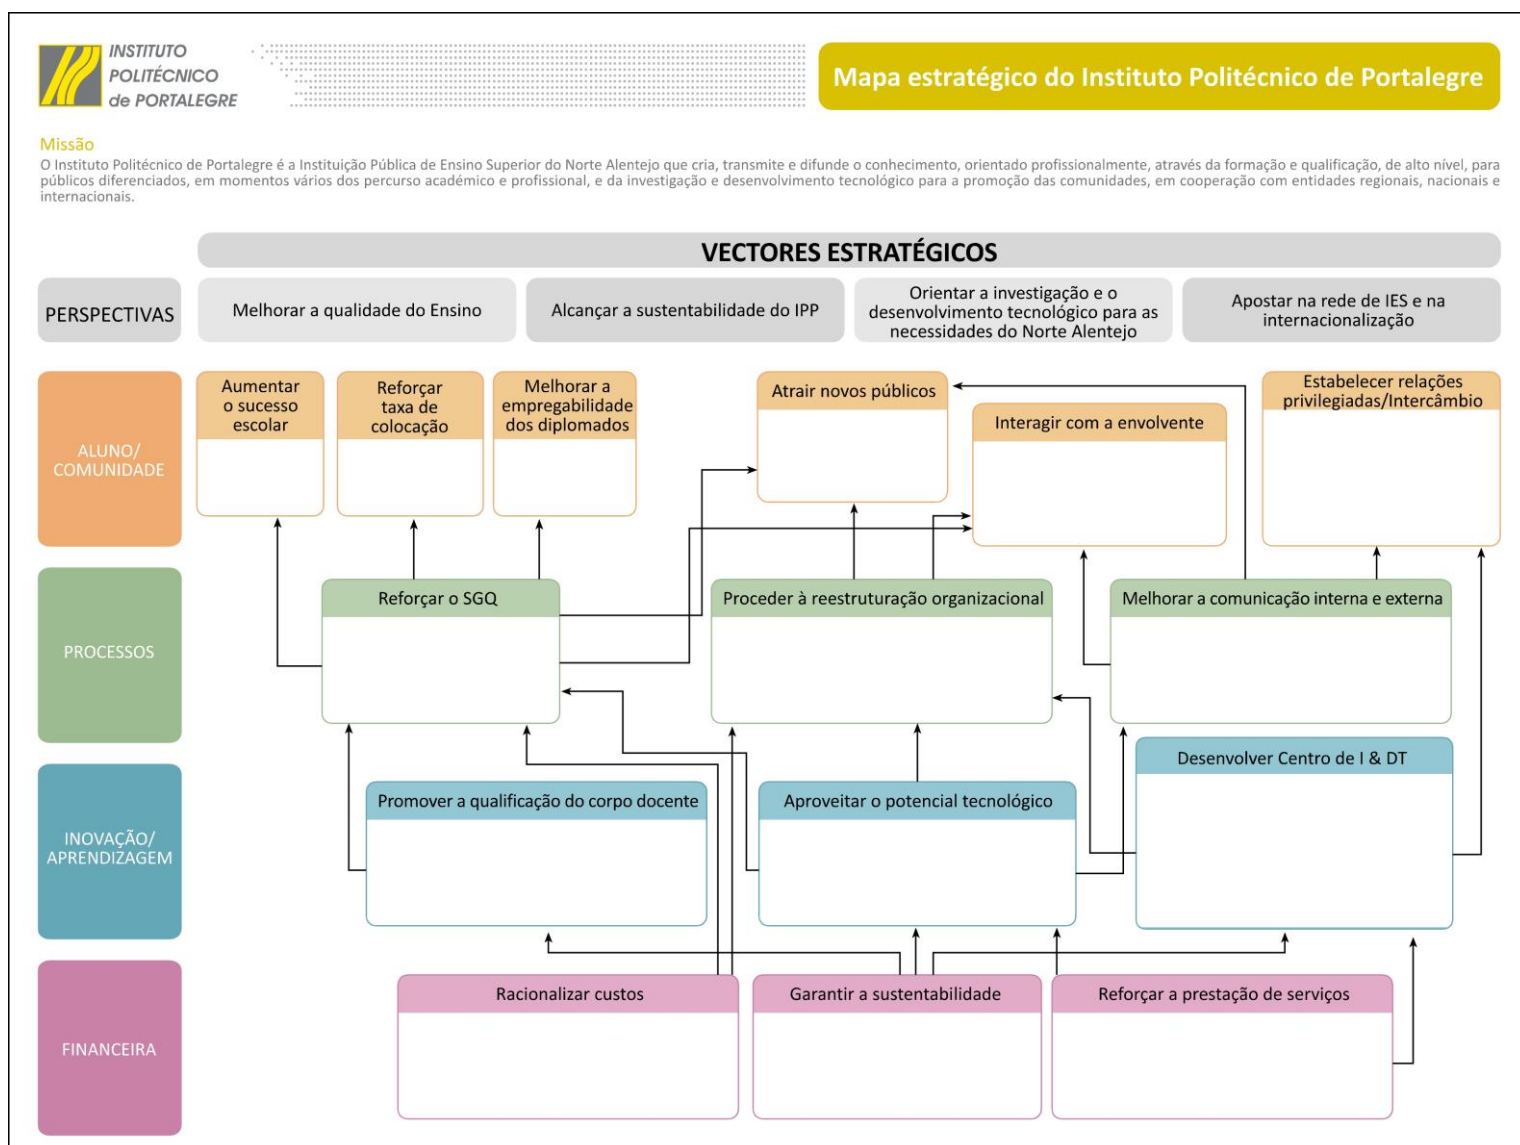 INSTITUTO
POLITÉCNICO
de PORTALEGRE
Mapa estratégico do Instituto Politécnico de Portalegre
Missão
O Instituto Politécnico de Portalegre é a Instituição Pública de Ensino Superior do Norte Alentejo que cria, transmite e difunde o conhecimento, orientado profissionalmente, através da formação e qualificação, de alto nível, para
públicos diferenciados, em momentos vários dos percurso académico e profissional, e da investigação e desenvolvimento tecnológico para a promoção das comunidades, em cooperação com entidades regionais, nacionais e
internacionais.
VECTORES ESTRATÉGICOS
PERSPECTIVAS
Melhorar a qualidade do Ensino
Alcançar a sustentabilidade do IPP
Orientar a investigação e o
desenvolvimento tecnológico para as
necessidades do Norte Alentejo
Apostar na rede de IES e na
internacionalização
ALUNO/
COMUNIDADE
Aumentar
o sucesso
escolar
Reforçar
taxa de
colocação
Melhorar a
empregabilidade
dos diplomados
Atrair novos públicos
Interagir com a envolvente
Estabelecer relações
privilegiadas/Intercâmbio
PROCESSOS
Reforçar o SGQ
Proceder à reestruturação organizacional
Melhorar a comunicação interna e externa
INOVAÇÃO/
APRENDIZAGEM
Promover a qualificação do corpo docente
Aproveitar o potencial tecnológico
Desenvolver Centro de I & DT
FINANCEIRA
Racionalizar custos
Garantir a sustentabilidade
Reforçar a prestação de serviços